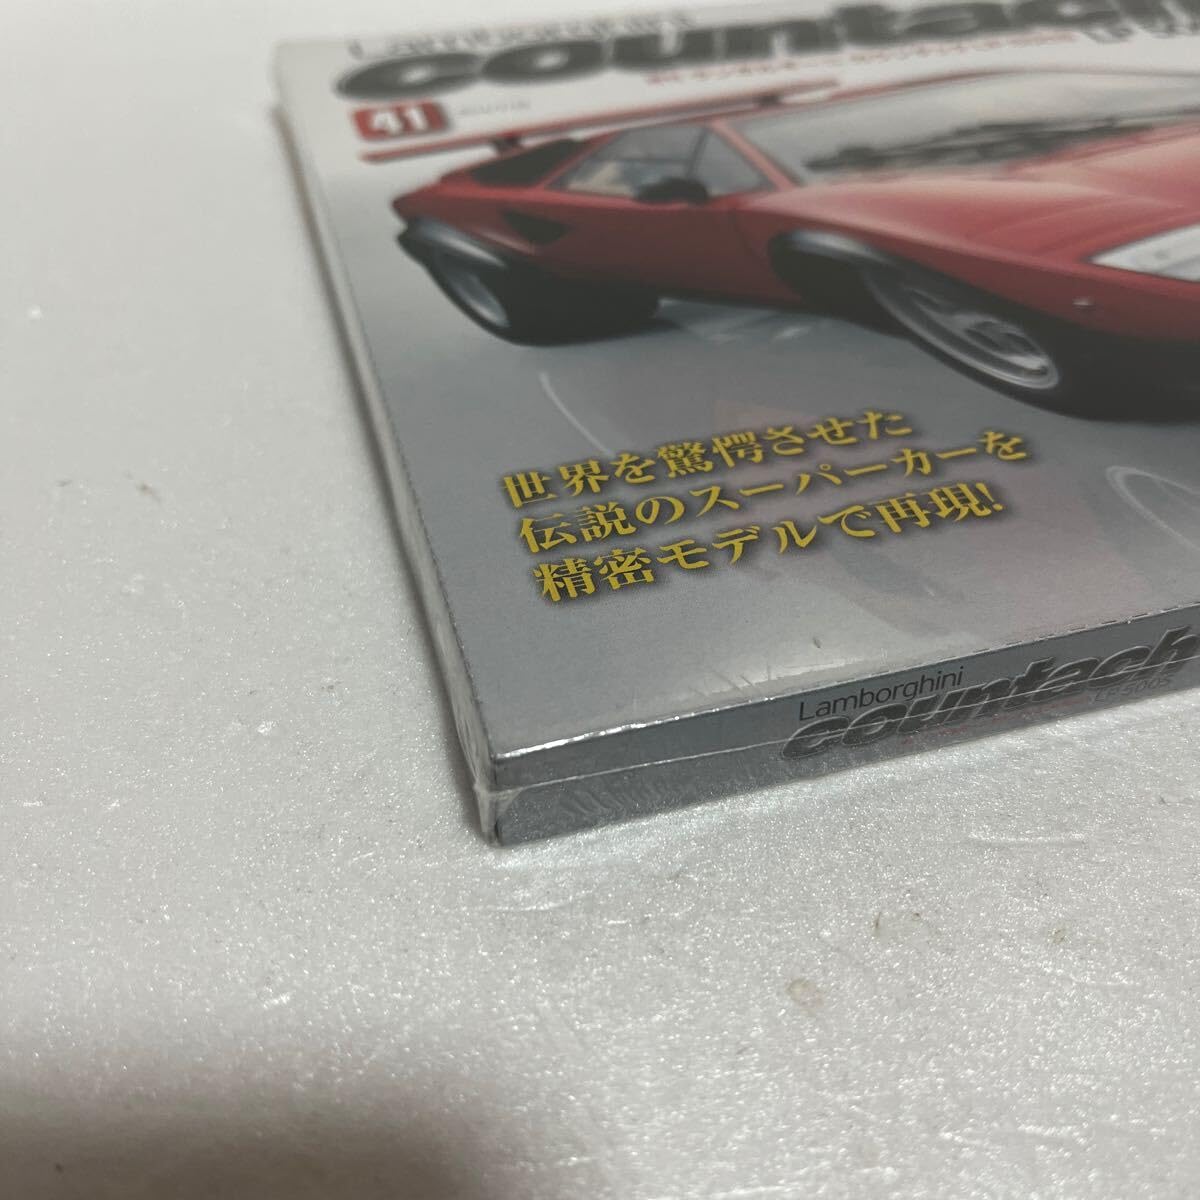 Lamborghini
countach
41
世界を驚愕させた
伝説のスーパーカーを
精密モデルで再現!
Lamborghini
countach
LP500S